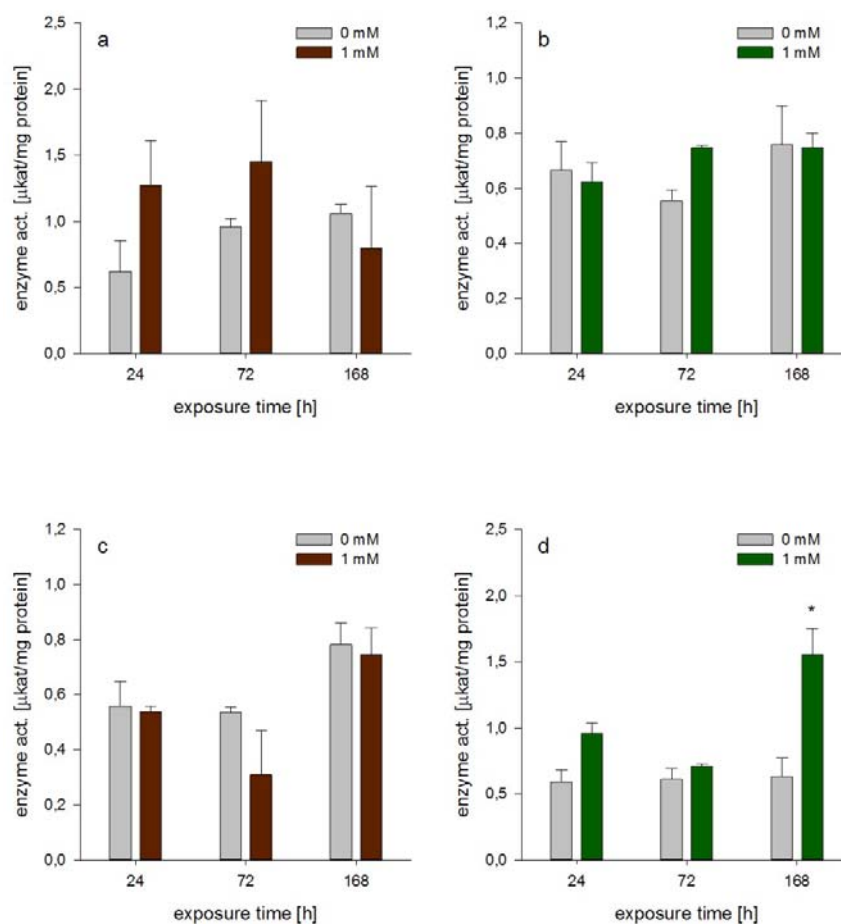 a
0 mM
1 mM
2,5
2,0
1,5
1,0
0,5
0,0
enzyme act. [µkat/mg protein]
24 72 168
exposure time [h]
b
0 mM
1 mM
1,2
1,0
0,8
0,6
0,4
0,2
0,0
enzyme act. [µkat/mg protein]
24 72 168
exposure time [h]
c
0 mM
1 mM
1,2
1,0
0,8
0,6
0,4
0,2
0,0
enzyme act. [µkat/mg protein]
24 72 168
exposure time [h]
d
0 mM
1 mM
2,5
2,0
1,5
1,0
0,5
0,0
*
enzyme act. [µkat/mg protein]
24 72 168
exposure time [h]